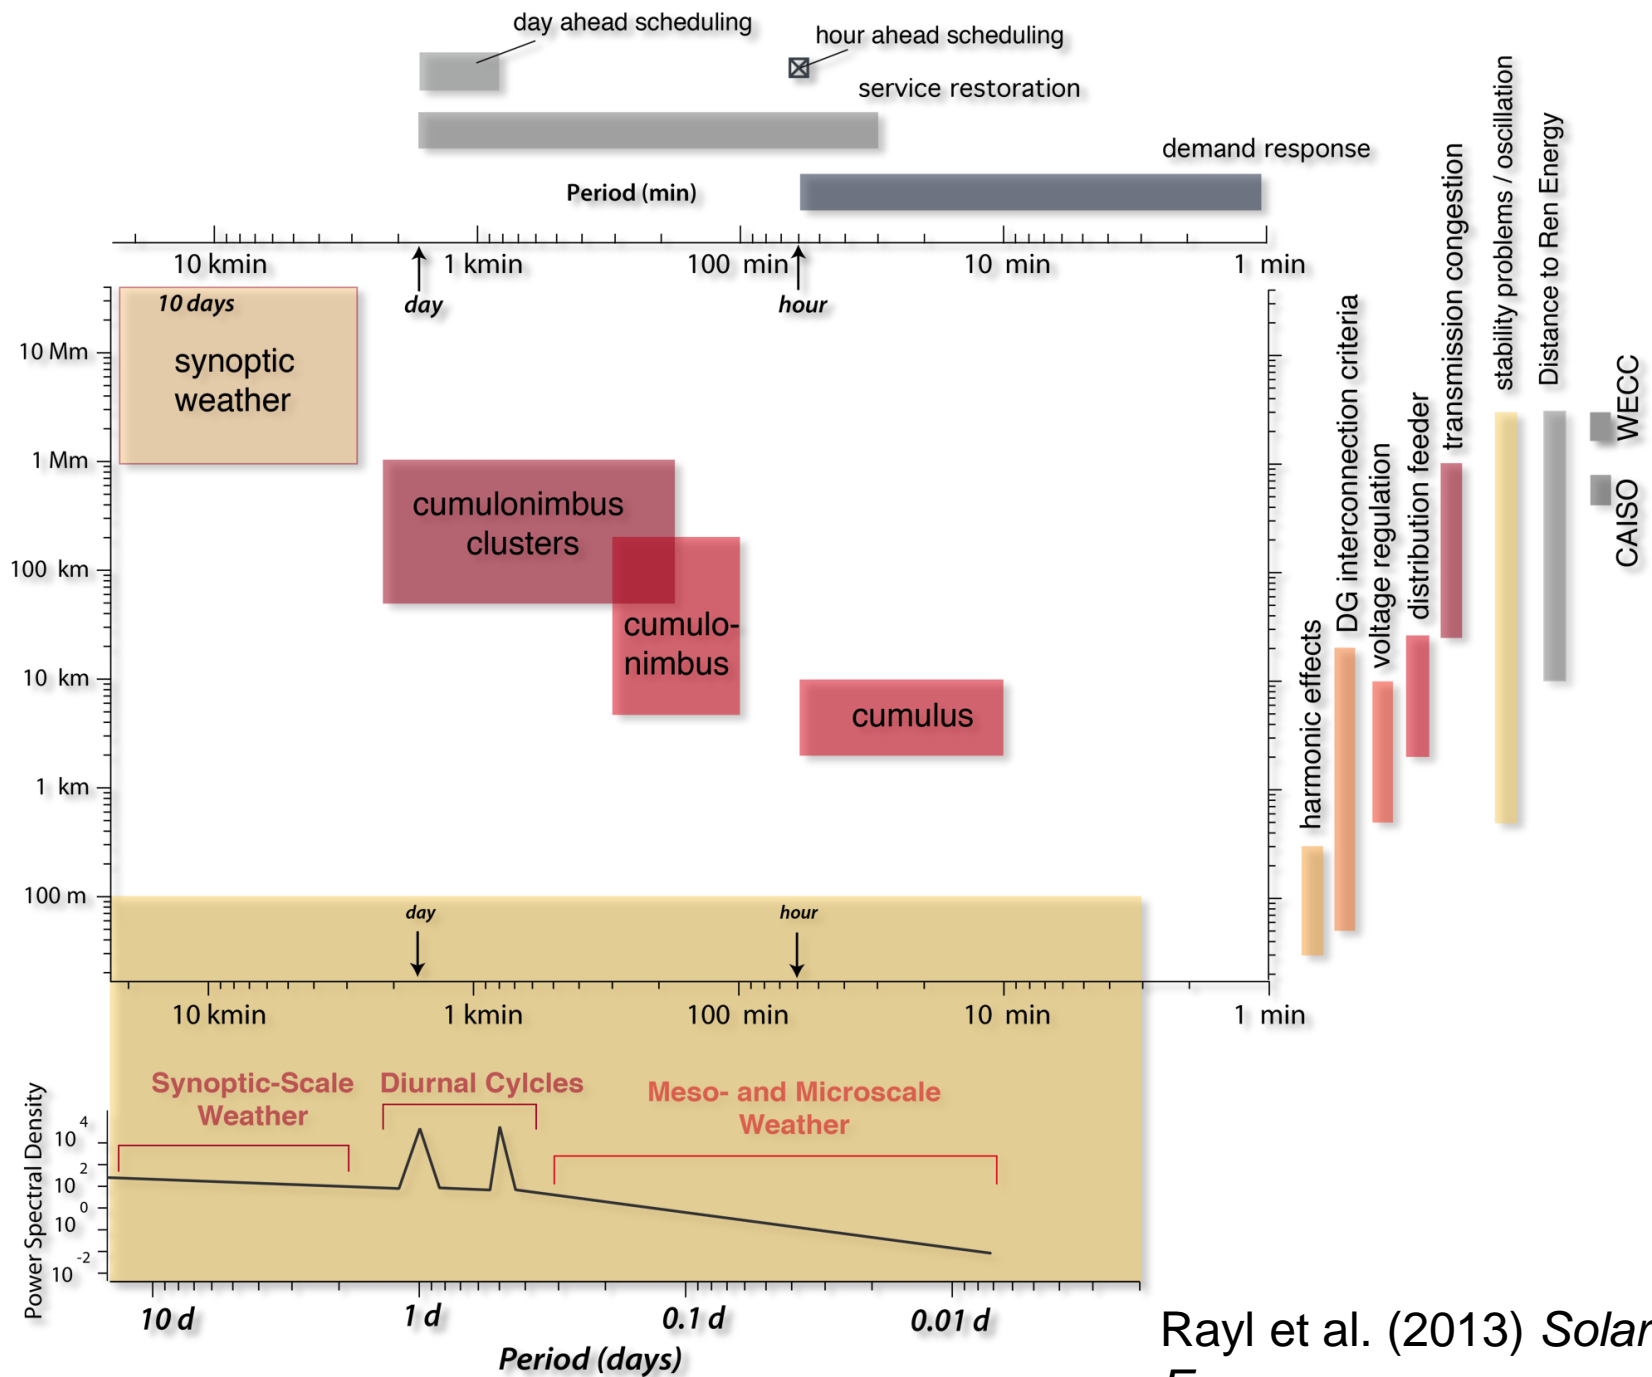 day ahead scheduling
hour ahead scheduling
service restoration
demand response
Period (min)
10 kmin 1 kmin 100 min 10 min 1 min
day hour
10 days
synoptic
weather
10 Mm
1 Mm
100 km
10 km
1 km
100 m
cumulonimbus
clusters
cumulo-
nimbus
cumulus
harmonic effects
DG interconnection criteria
voltage regulation
distribution feeder
transmission congestion
stability problems / oscillation
Distance to Ren Energy
CAISO WECC
day hour
10 kmin 1 kmin 100 min 10 min 1 min
Synoptic-Scale
Weather
Diurnal Cylcles
Meso- and Microscale
Weather
Power Spectral Density
10 4
10 2
10 0
10 -2
10 d 1 d 0.1 d 0.01 d
Period (days)
Rayl et al. (2013) Solar